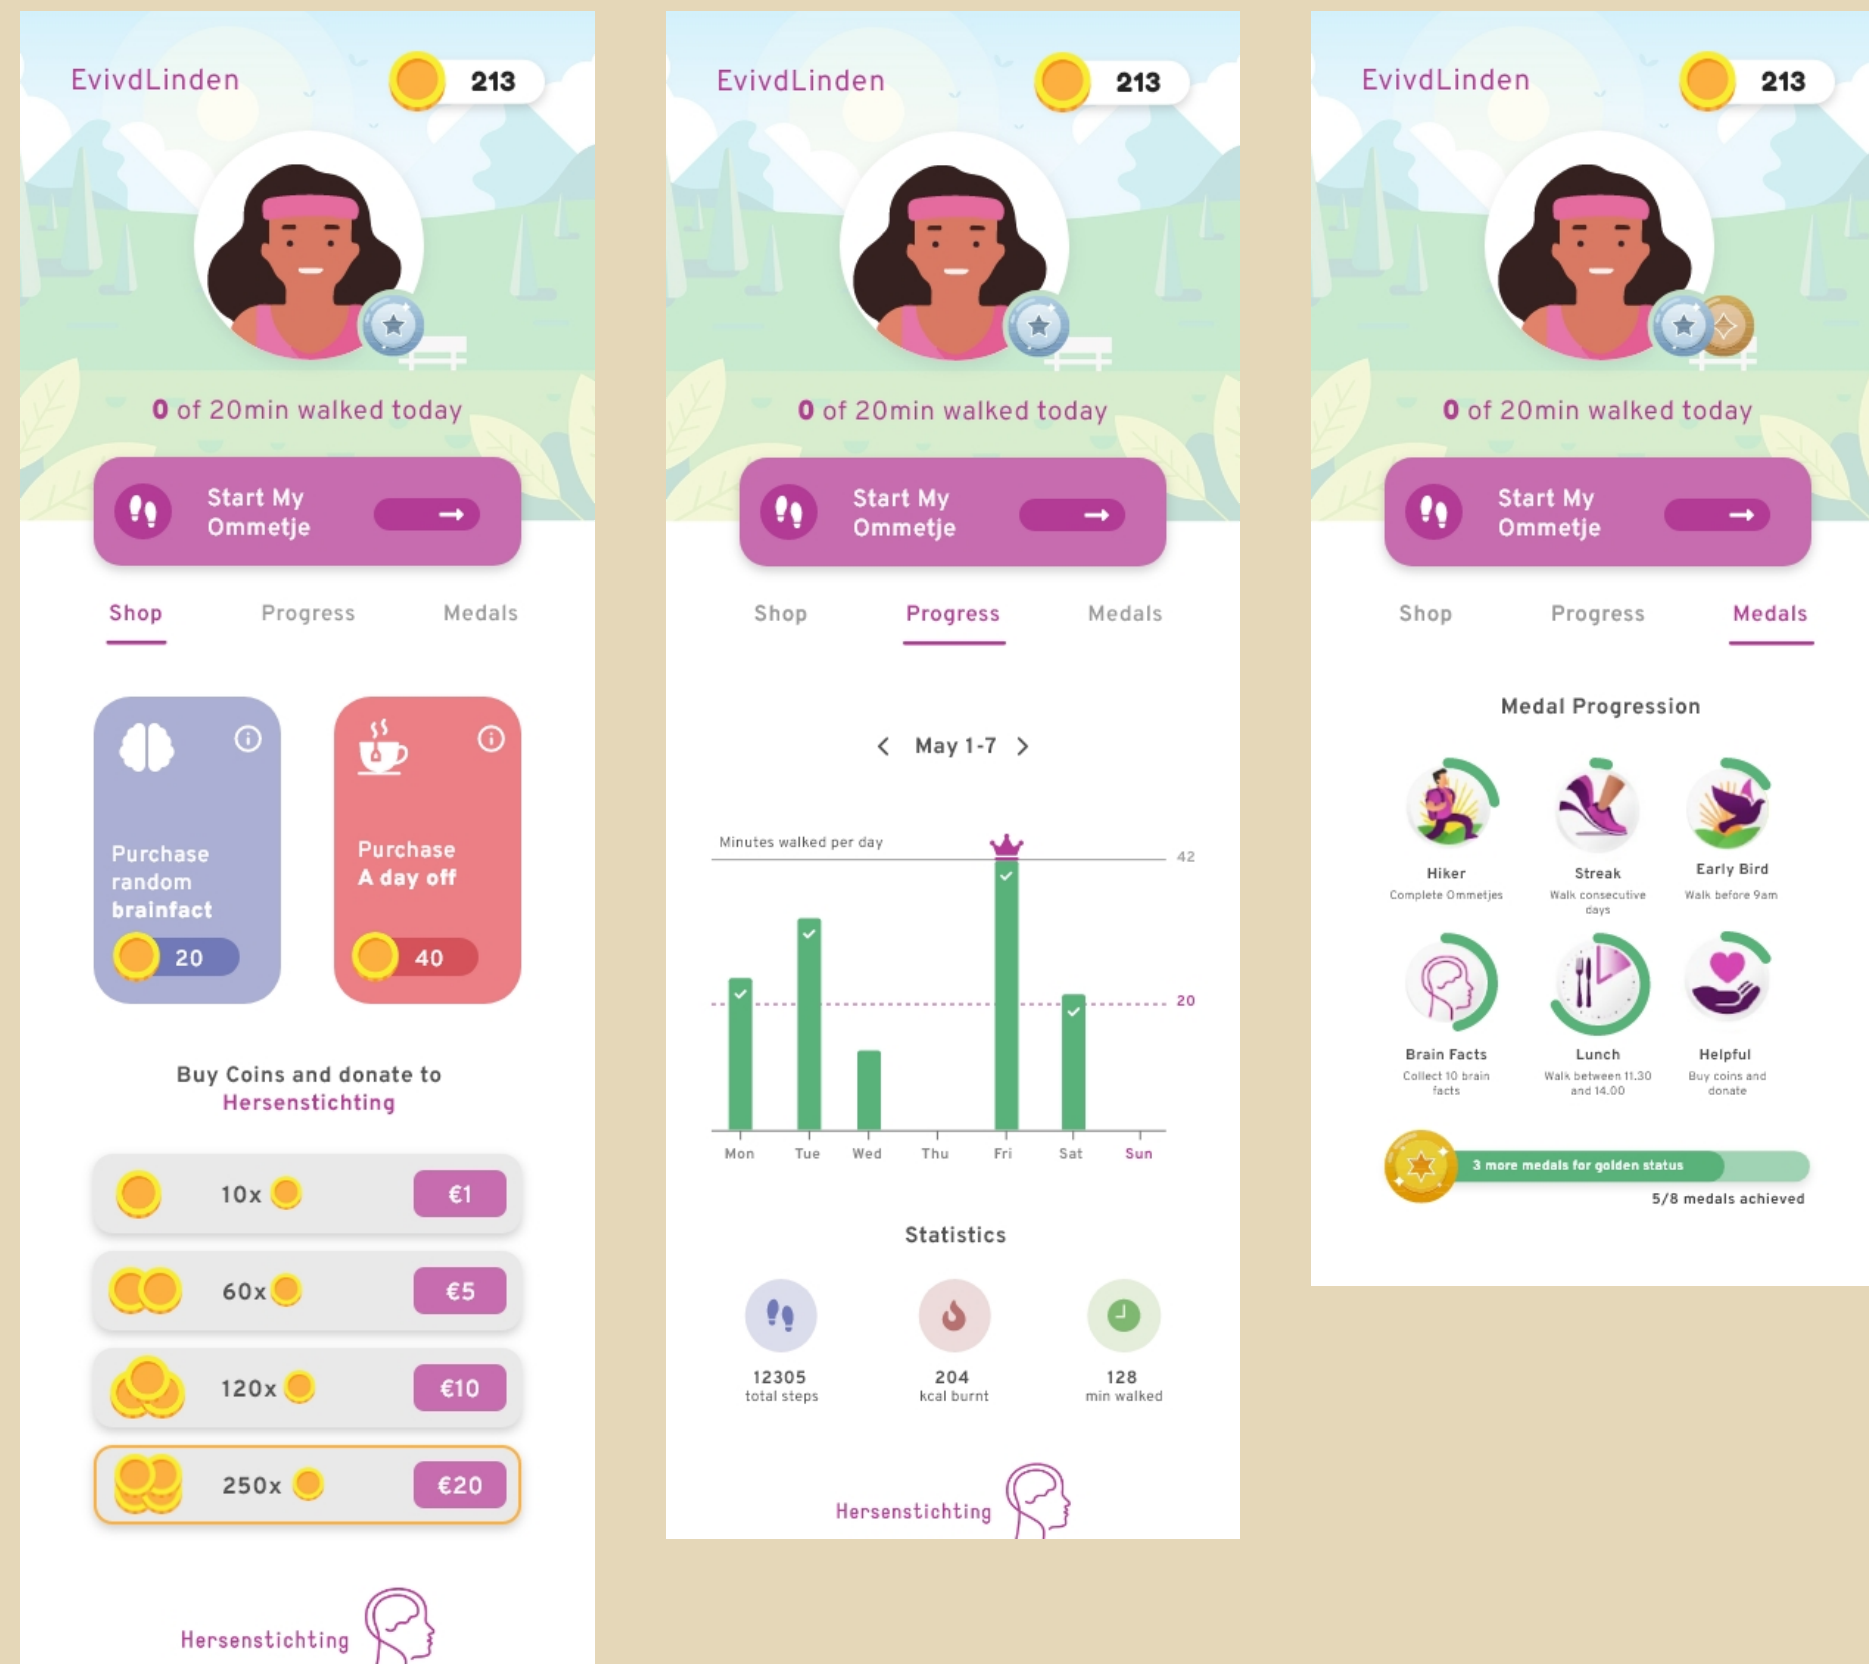 EvivdLinden
213
0 of 20min walked today
Start My
Ommetje
Shop
Progress
Medals
Purchase
random
brainfact
20
Purchase
A day off
40
Buy Coins and donate to
Hersenstichting
10x
€1
60x
€5
120x
€10
250x
€20
Hersenstichting
EvivdLinden
213
0 of 20min walked today
Start My
Ommetje
Shop
Progress
Medals
May 1-7
Minutes walked per day
42
20
Mon
Tue
Wed
Thu
Fri
Sat
Sun
Statistics
12305
total steps
204
kcal burnt
128
min walked
Hersenstichting
EvivdLinden
213
0 of 20min walked today
Start My
Ommetje
Shop
Progress
Medals
Medal Progression
Hiker
Complete Ommetjes
Streak
Walk consecutive
days
Early Bird
Walk before 9am
Brain Facts
Collect 10 brain
facts
Lunch
Walk between 11.30
and 14.00
Helpful
Buy coins and
donate
3 more medals for golden status
5/8 medals achieved